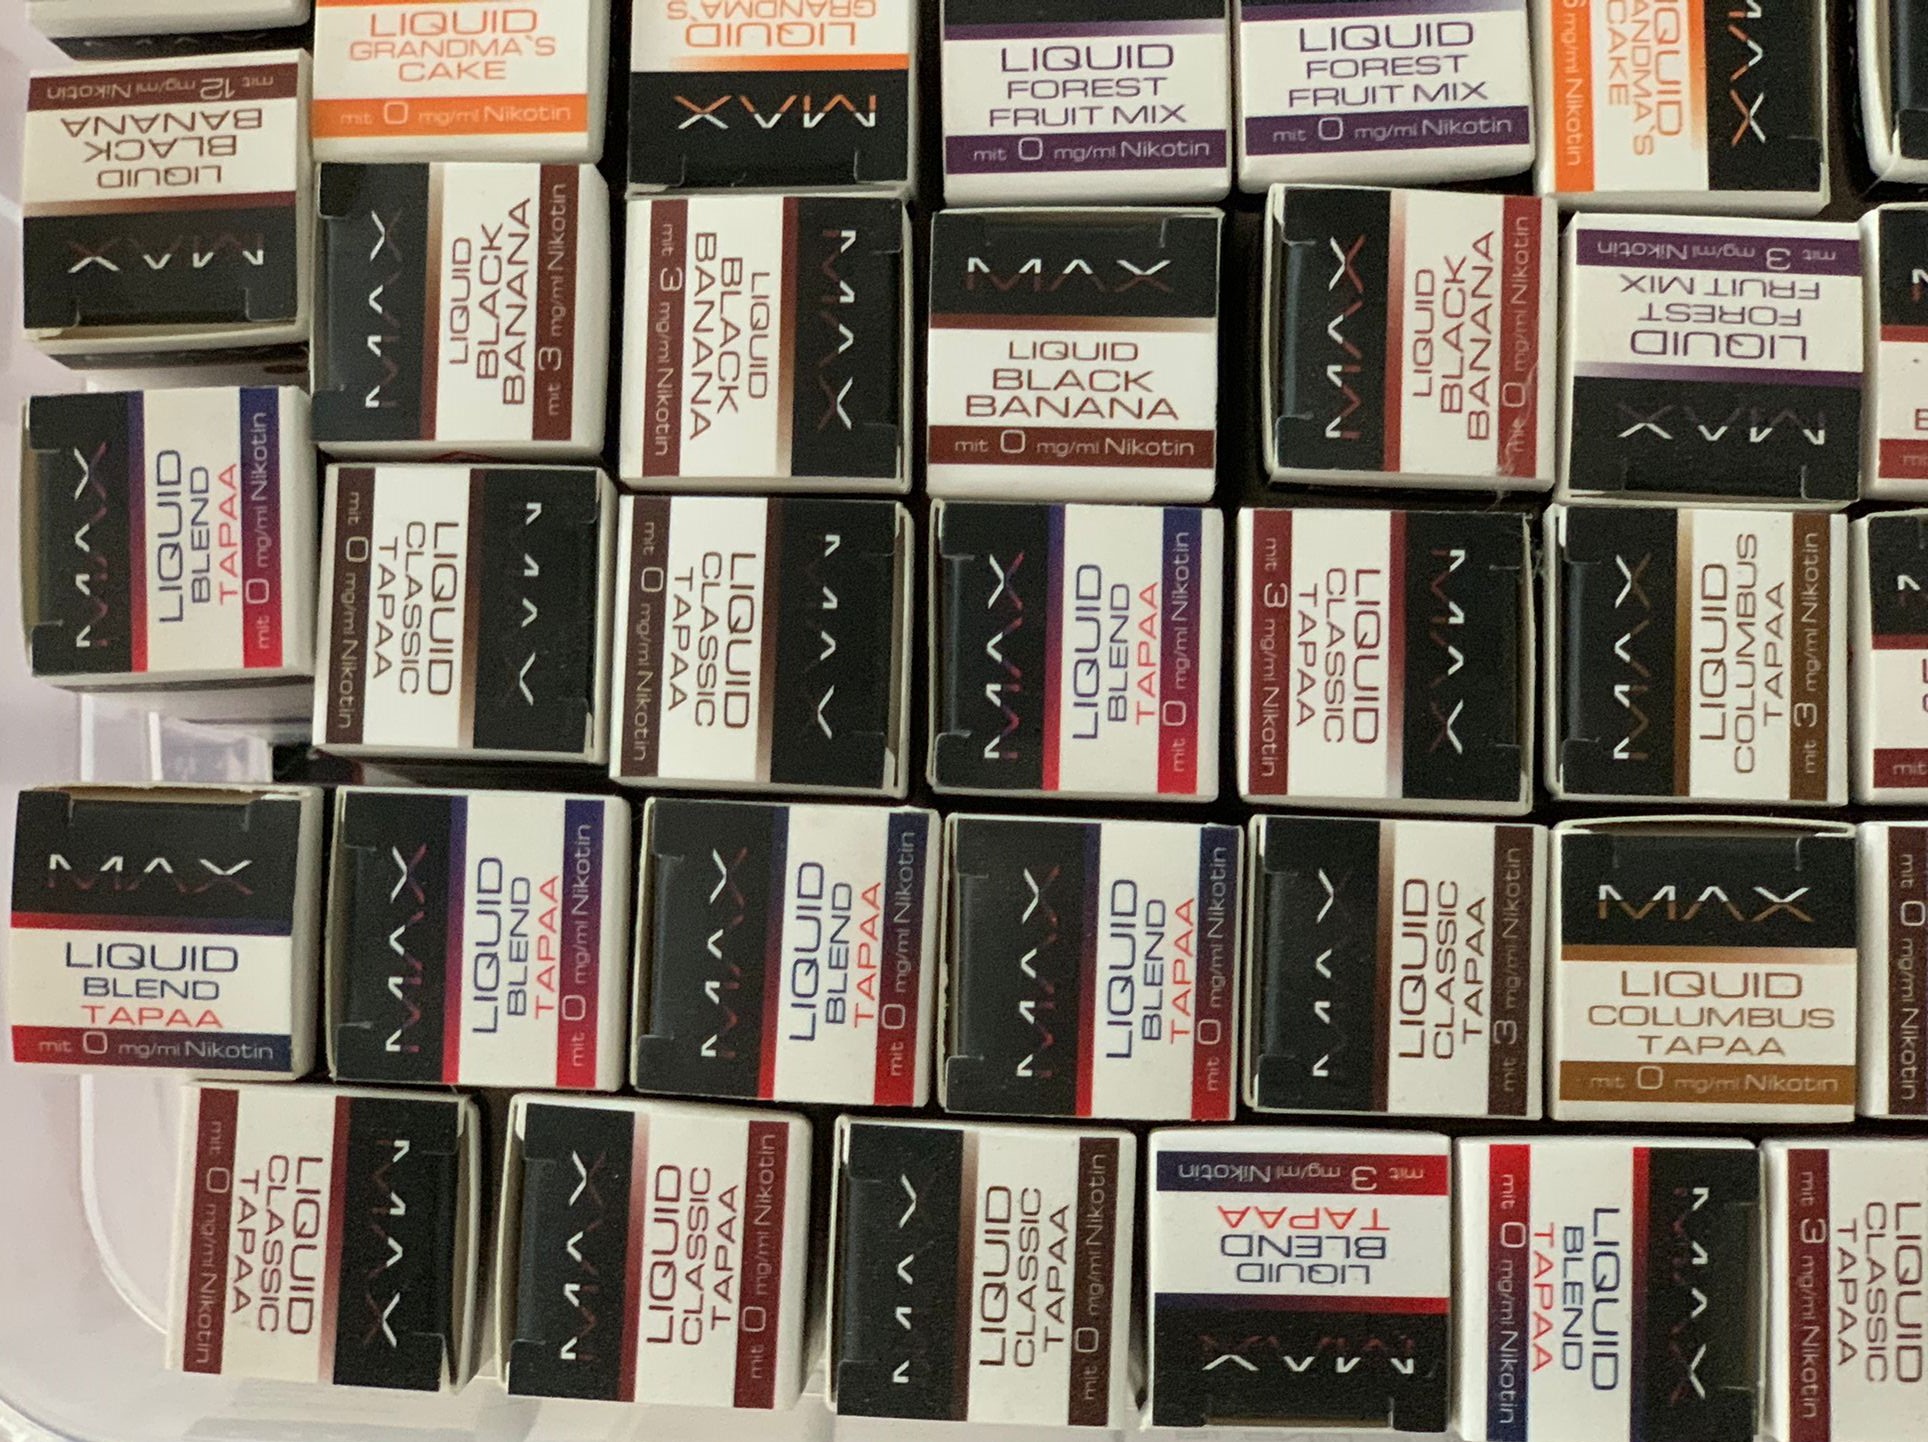 LIQUID
GRANDMA'S
CAKE
mit 0 mg/ml Nikotin
LIQUID
GRANDMA'S
MAX
LIQUID
FOREST
FRUIT MIX
mit 0 mg/ml Nikotin
LIQUID
FOREST
FRUIT MIX
mit 0 mg/ml Nikotin
MAX
mg/ml Nikotin
MAX
LIQUID
BLACK
BANANA
mit 12 mg/ml Nikotin
MAX
LIQUID
BLACK
BANANA
mit 3 mg/ml Nikotin
MAX
LIQUID
BLACK
BANANA
mit 3 mg/ml Nikotin
MAX
LIQUID
BLACK
BANANA
mit 0 mg/ml Nikotin
MAX
LIQUID
BLACK
BANANA
mit 0 mg/ml Nikotin
MAX
LIQUID
FOREST
FRUIT MIX
mit 3 mg/ml Nikotin
MAX
LIQUID
BLEND
TAPAA
mit 0 mg/ml Nikotin
MAX
LIQUID
CLASSIC
TAPAA
mit 0 mg/ml Nikotin
MAX
LIQUID
CLASSIC
TAPAA
mit 0 mg/ml Nikotin
MAX
LIQUID
BLEND
TAPAA
mit 0 mg/ml Nikotin
MAX
LIQUID
CLASSIC
TAPAA
mit 3 mg/ml Nikotin
MAX
LIQUID
COLUMBUS
TAPAA
mit 3 mg/ml Nikotin
mit
MAX
LIQUID
BLEND
TAPAA
mit 0 mg/ml Nikotin
MAX
LIQUID
BLEND
TAPAA
mit 0 mg/ml Nikotin
MAX
LIQUID
BLEND
TAPAA
mit 0 mg/ml Nikotin
MAX
LIQUID
BLEND
TAPAA
mit 0 mg/ml Nikotin
MAX
LIQUID
CLASSIC
TAPAA
mit 3 mg/ml Nikotin
MAX
LIQUID
COLUMBUS
TAPAA
mit 0 mg/ml Nikotin
mit 0 mg/ml Nikotin
MAX
LIQUID
CLASSIC
TAPAA
mit 0 mg/ml Nikotin
MAX
LIQUID
CLASSIC
TAPAA
mit 0 mg/ml Nikotin
MAX
LIQUID
CLASSIC
TAPAA
mit 0 mg/ml Nikotin
MAX
LIQUID
BLEND
TAPAA
mit 3 mg/ml Nikotin
MAX
LIQUID
BLEND
TAPAA
mit 0 mg/ml Nikotin
LIQUID
CLASSIC
TAPAA
mit 3 mg/ml Nikotin